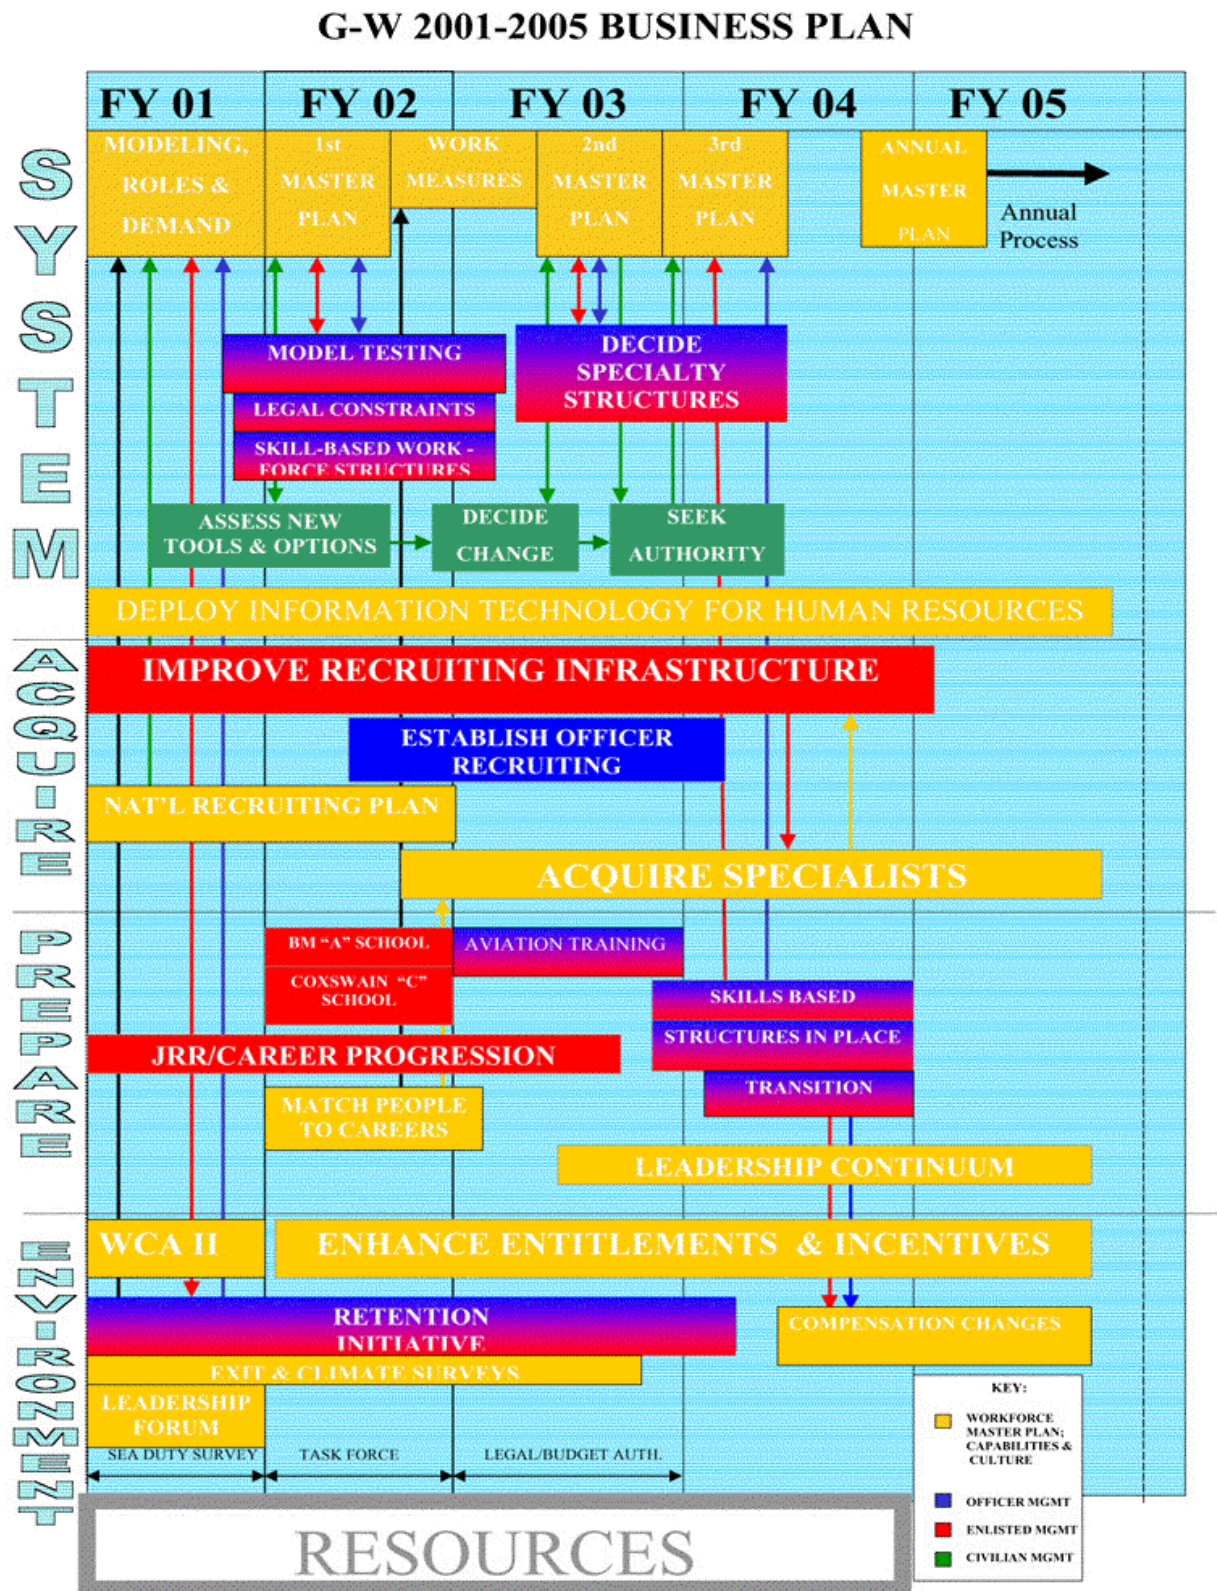 G-W 2001-2005 BUSINESS PLAN
FY 01
FY 02
FY 03
FY 04
FY 05
SYSTEM
MODELING,
ROLES &
DEMAND
1st
MASTER
PLAN
WORK
MEASURES
2nd
MASTER
PLAN
3rd
MASTER
PLAN
ANNUAL
MASTER
PLAN
Annual
Process
MODEL TESTING
LEGAL CONSTRAINTS
SKILL-BASED WORK -
FORCE STRUCTURES
DECIDE
SPECIALTY
STRUCTURES
ASSESS NEW
TOOLS & OPTIONS
DECIDE
CHANGE
SEEK
AUTHORITY
DEPLOY INFORMATION TECHNOLOGY FOR HUMAN RESOURCES
ACQUIRE
IMPROVE RECRUITING INFRASTRUCTURE
ESTABLISH OFFICER
RECRUITING
NAT'L RECRUITING PLAN
ACQUIRE SPECIALISTS
PREPARE
BM “A” SCHOOL
COXSWAIN “C”
SCHOOL
AVIATION TRAINING
SKILLS BASED
STRUCTURES IN PLACE
TRANSITION
JRR/CAREER PROGRESSION
MATCH PEOPLE
TO CAREERS
LEADERSHIP CONTINUUM
ENVIRONMENT
WCA II
ENHANCE ENTITLEMENTS & INCENTIVES
RETENTION
INITIATIVE
COMPENSATION CHANGES
EXIT & CLIMATE SURVEYS
LEADERSHIP
FORUM
SEA DUTY SURVEY
TASK FORCE
LEGAL/BUDGET AUTH.
KEY:
WORKFORCE
MASTER PLAN;
CAPABILITIES &
CULTURE
OFFICER MGMT
ENLISTED MGMT
CIVILIAN MGMT
RESOURCES